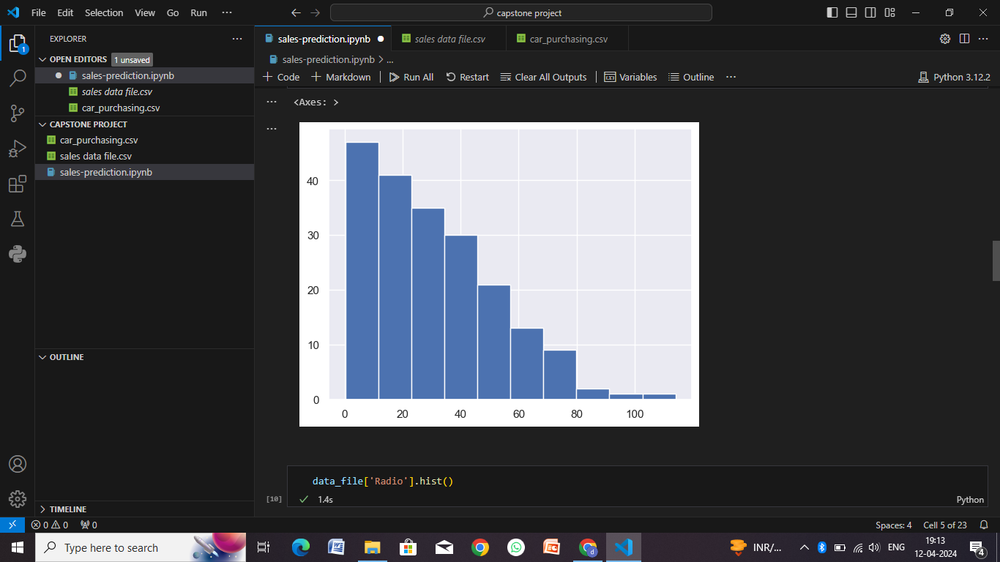 File Edit Selection View Go Run ···
capstone project
EXPLORER ···
OPEN EDITORS 1 unsaved
sales-prediction.ipynb
sales data file.csv
car_purchasing.csv
CAPSTONE PROJECT
car_purchasing.csv
sales data file.csv
sales-prediction.ipynb
OUTLINE
TIMELINE
1
sales-prediction.ipynb
sales data file.csv
car_purchasing.csv
sales-prediction.ipynb > ...
+ Code + Markdown Run All Restart Clear All Outputs Variables Outline ··· Python 3.12.2
<Axes: >
40
30
20
10
0
0 20 40 60 80 100
data_file['Radio'].hist()
[10] 1.4s Python
0 0 0 Spaces: 4 Cell 5 of 23
Type here to search
INR/... ENG 19:13
12-04-2024
4